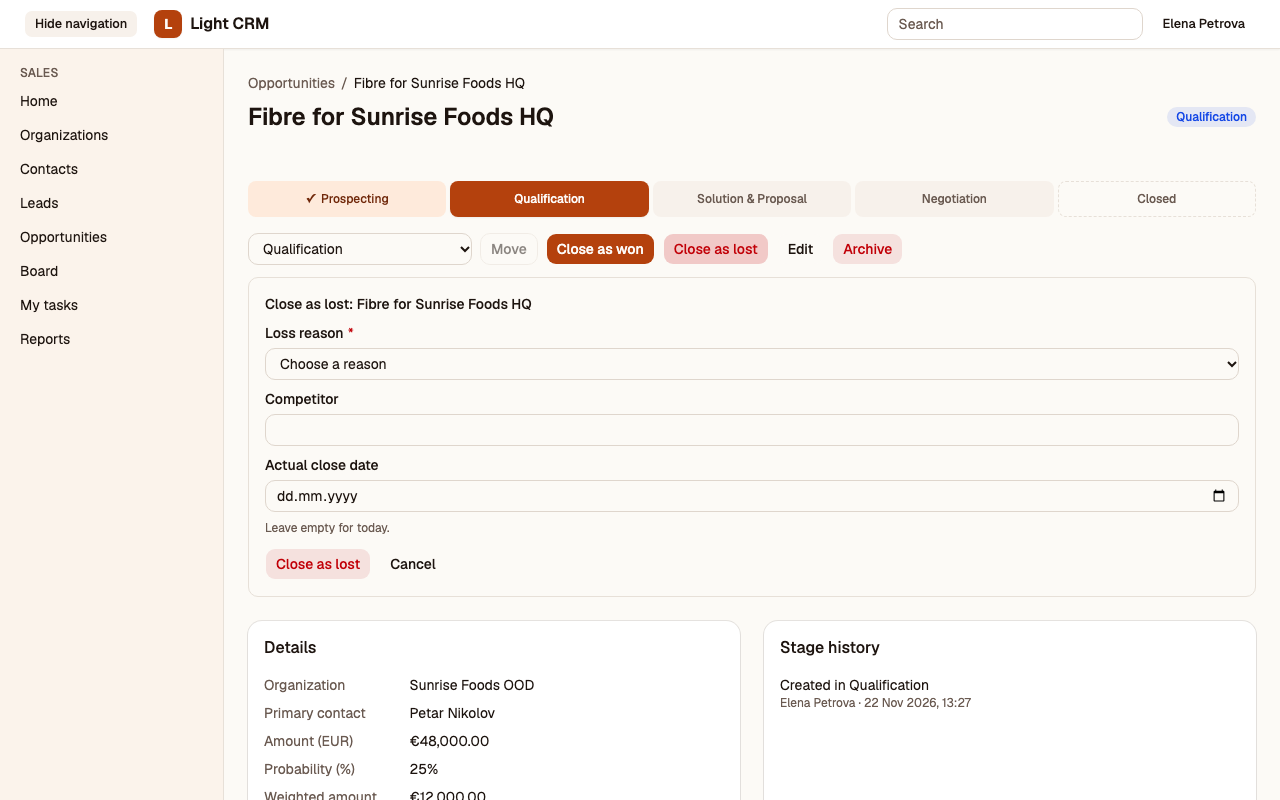 Hide navigation
L
Light CRM
Search
Elena Petrova
SALES
Home
Organizations
Contacts
Leads
Opportunities
Board
My tasks
Reports
Opportunities / Fibre for Sunrise Foods HQ
Fibre for Sunrise Foods HQ
Qualification
✓ Prospecting
Qualification
Solution & Proposal
Negotiation
Closed
Qualification
Move
Close as won
Close as lost
Edit
Archive
Close as lost: Fibre for Sunrise Foods HQ
Loss reason *
Choose a reason
Competitor
Actual close date
dd.mm.yyyy
Leave empty for today.
Close as lost
Cancel
Details
Organization Sunrise Foods OOD
Primary contact Petar Nikolov
Amount (EUR) €48,000.00
Probability (%) 25%
Weighted amount €12,000.00
Stage history
Created in Qualification
Elena Petrova · 22 Nov 2026, 13:27